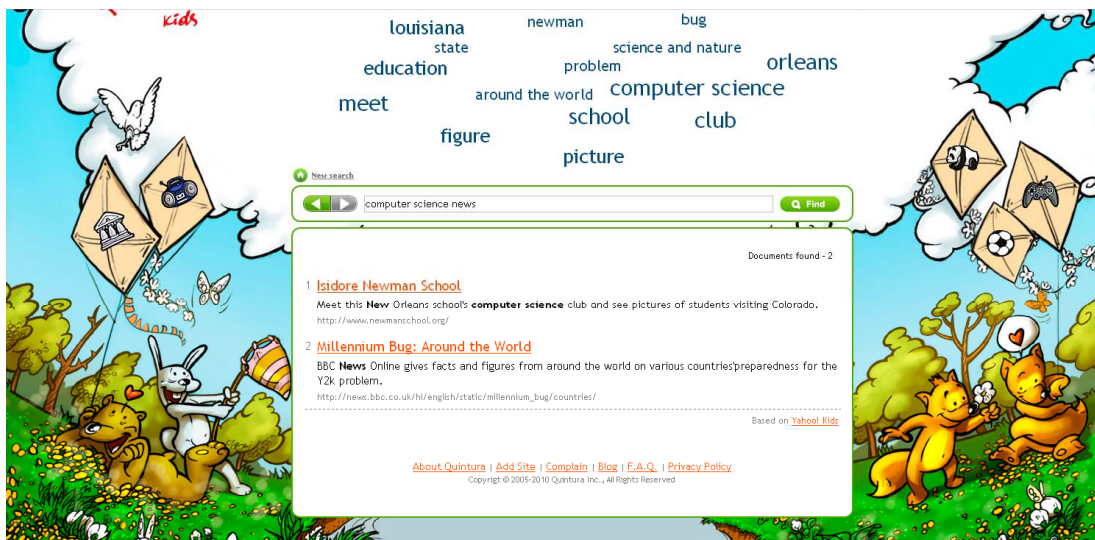 kids
louisiana newman bug
state science and nature
education problem orleans
meet around the world computer science
school club
figure
picture
New search
computer science news Find
Documents found - 2
1 Isidore Newman School
Meet this New Orleans school's computer science club and see pictures of students visiting Colorado.
http://www.newmanschool.org/
2 Millennium Bug: Around the World
BBC News Online gives facts and figures from around the world on various countries'preparedness for the
Y2k problem.
http://news.bbc.co.uk/hi/english/static/millennium_bug/countries/
Based on Yahoo! Kids
About Quintura | Add Site | Complain | Blog | F.A.Q. | Privacy Policy
Copyrigt © 2005-2010 Quintura Inc., All Rights Reserved